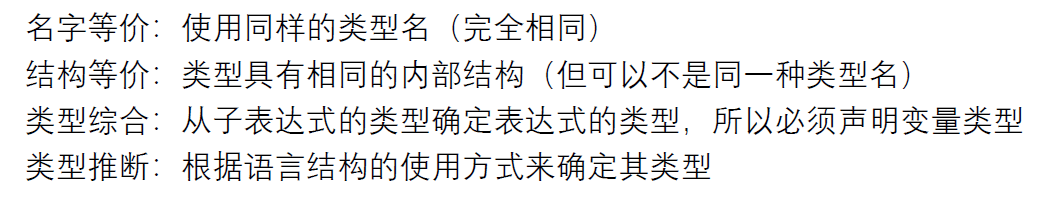 名字等价：使用同样的类型名（完全相同）
结构等价：类型具有相同的内部结构（但可以不是同一种类型名）
类型综合：从子表达式的类型确定表达式的类型，所以必须声明变量类型
类型推断：根据语言结构的使用方式来确定其类型